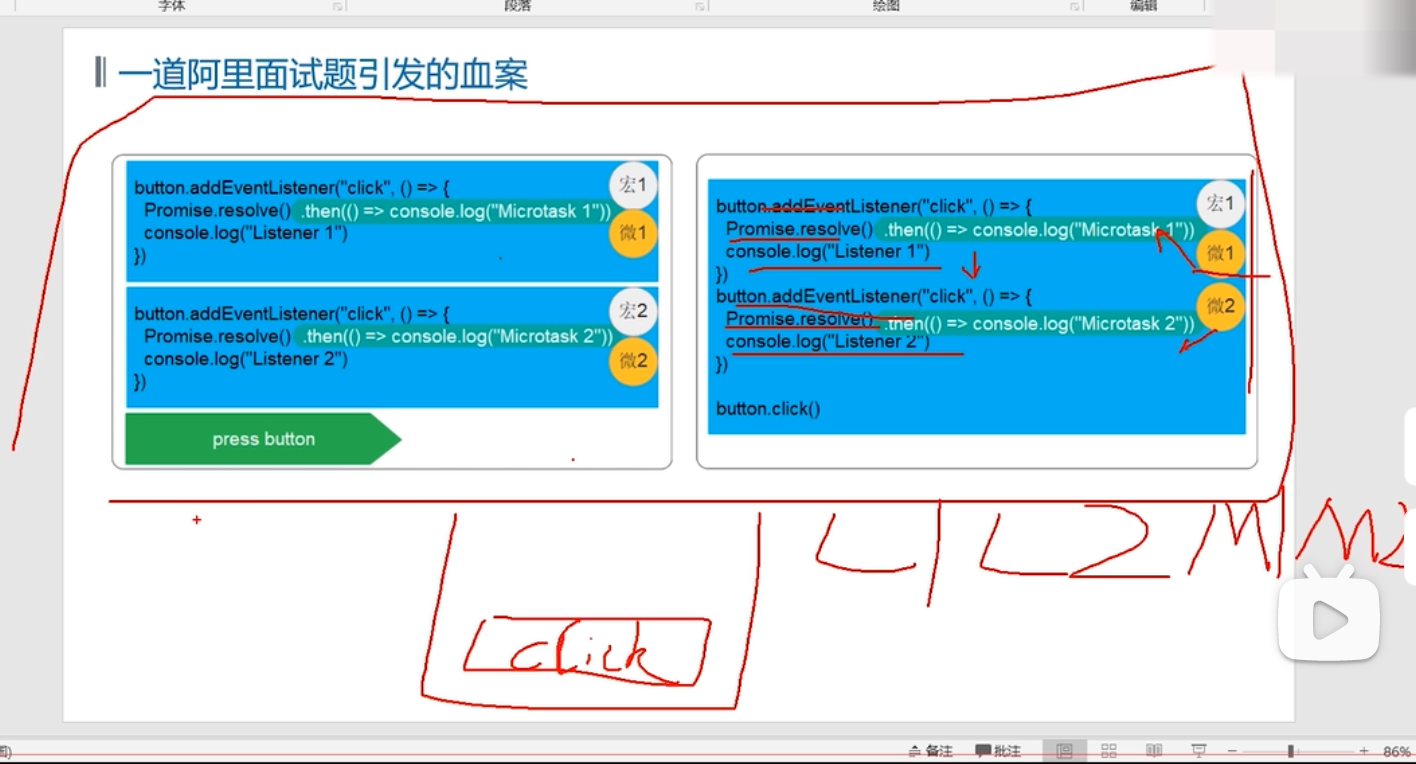 字体 段落 绘图 编辑
一道阿里面试题引发的血案
button.addEventListener("click", () => {
Promise.resolve() .then(() => console.log("Microtask 1"))
console.log("Listener 1")
})
宏1
微1
button.addEventListener("click", () => {
Promise.resolve() .then(() => console.log("Microtask 2"))
console.log("Listener 2")
})
宏2
微2
press button
button.addEventListener("click", () => {
Promise.resolve() .then(() => console.log("Microtask 1"))
console.log("Listener 1")
})
button.addEventListener("click", () => {
Promise.resolve() .then(() => console.log("Microtask 2"))
console.log("Listener 2")
})
button.click()
宏1
微1
微2
L1 L2 M1 M2
click
备注 批注 86%